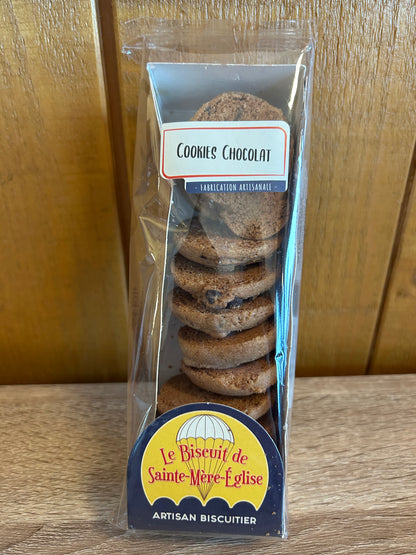 COOKIES CHOCOLAT
- FABRICATION ARTISANALE -
Le Biscuit de
Sainte-Mère-Église
ARTISAN BISCUITIER